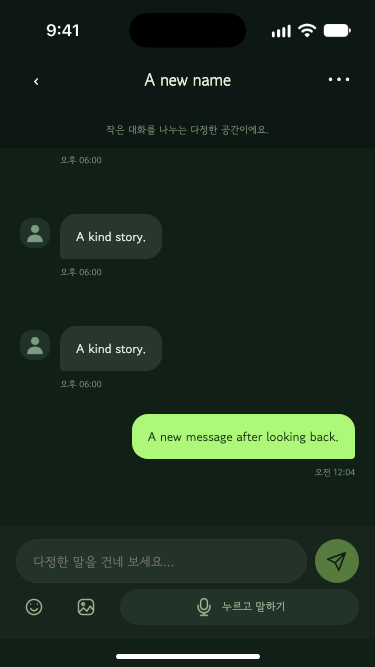 9:41
A new name
작은 대화를 나누는 다정한 공간이에요.
오후 06:00
A kind story.
오후 06:00
A kind story.
오후 06:00
A new message after looking back.
오전 12:04
다정한 말을 건네 보세요...
누르고 말하기